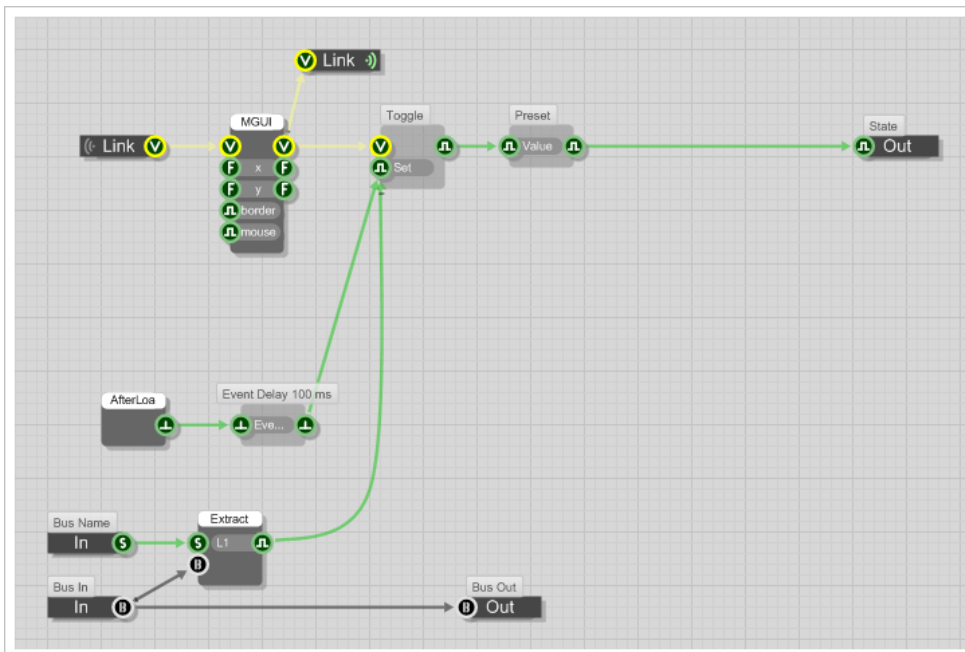 V Link
MGUI
Toggle
Preset
State
Link V
V V
V
Value
Out
F x F
Set
F y F
border
mouse
AfterLoa
Event Delay 100 ms
Eve...
Bus Name
Extract
In S
S L1
B
Bus In
Bus Out
In B
B Out